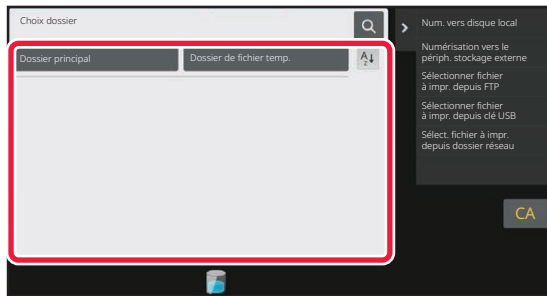 Choix dossier
Dossier principal
Dossier de fichier temp.
A
z
Num. vers disque local
Numérisation vers le
périph. stockage externe
Sélectionner fichier
à impr. depuis FTP
Sélectionner fichier
à impr. depuis clé USB
Sélect. fichier à impr.
depuis dossier réseau
CA